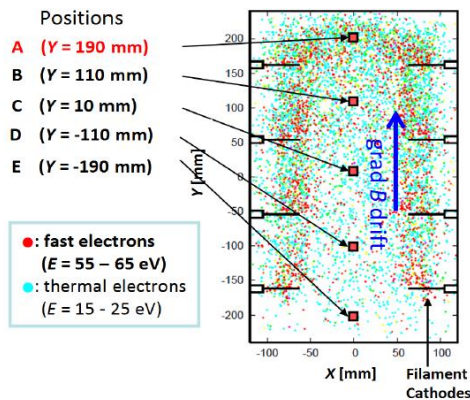 Positions
A (Y = 190 mm)
B (Y = 110 mm)
C (Y = 10 mm)
D (Y = -110 mm)
E (Y = -190 mm)
●: fast electrons
(E = 55 – 65 eV)
●: thermal electrons
(E = 15 - 25 eV)
200
150
100
50
0
-50
-100
-150
-200
Y [mm]
grad B drift
-100
-50
0
50
100
X [mm]
Filament
Cathodes